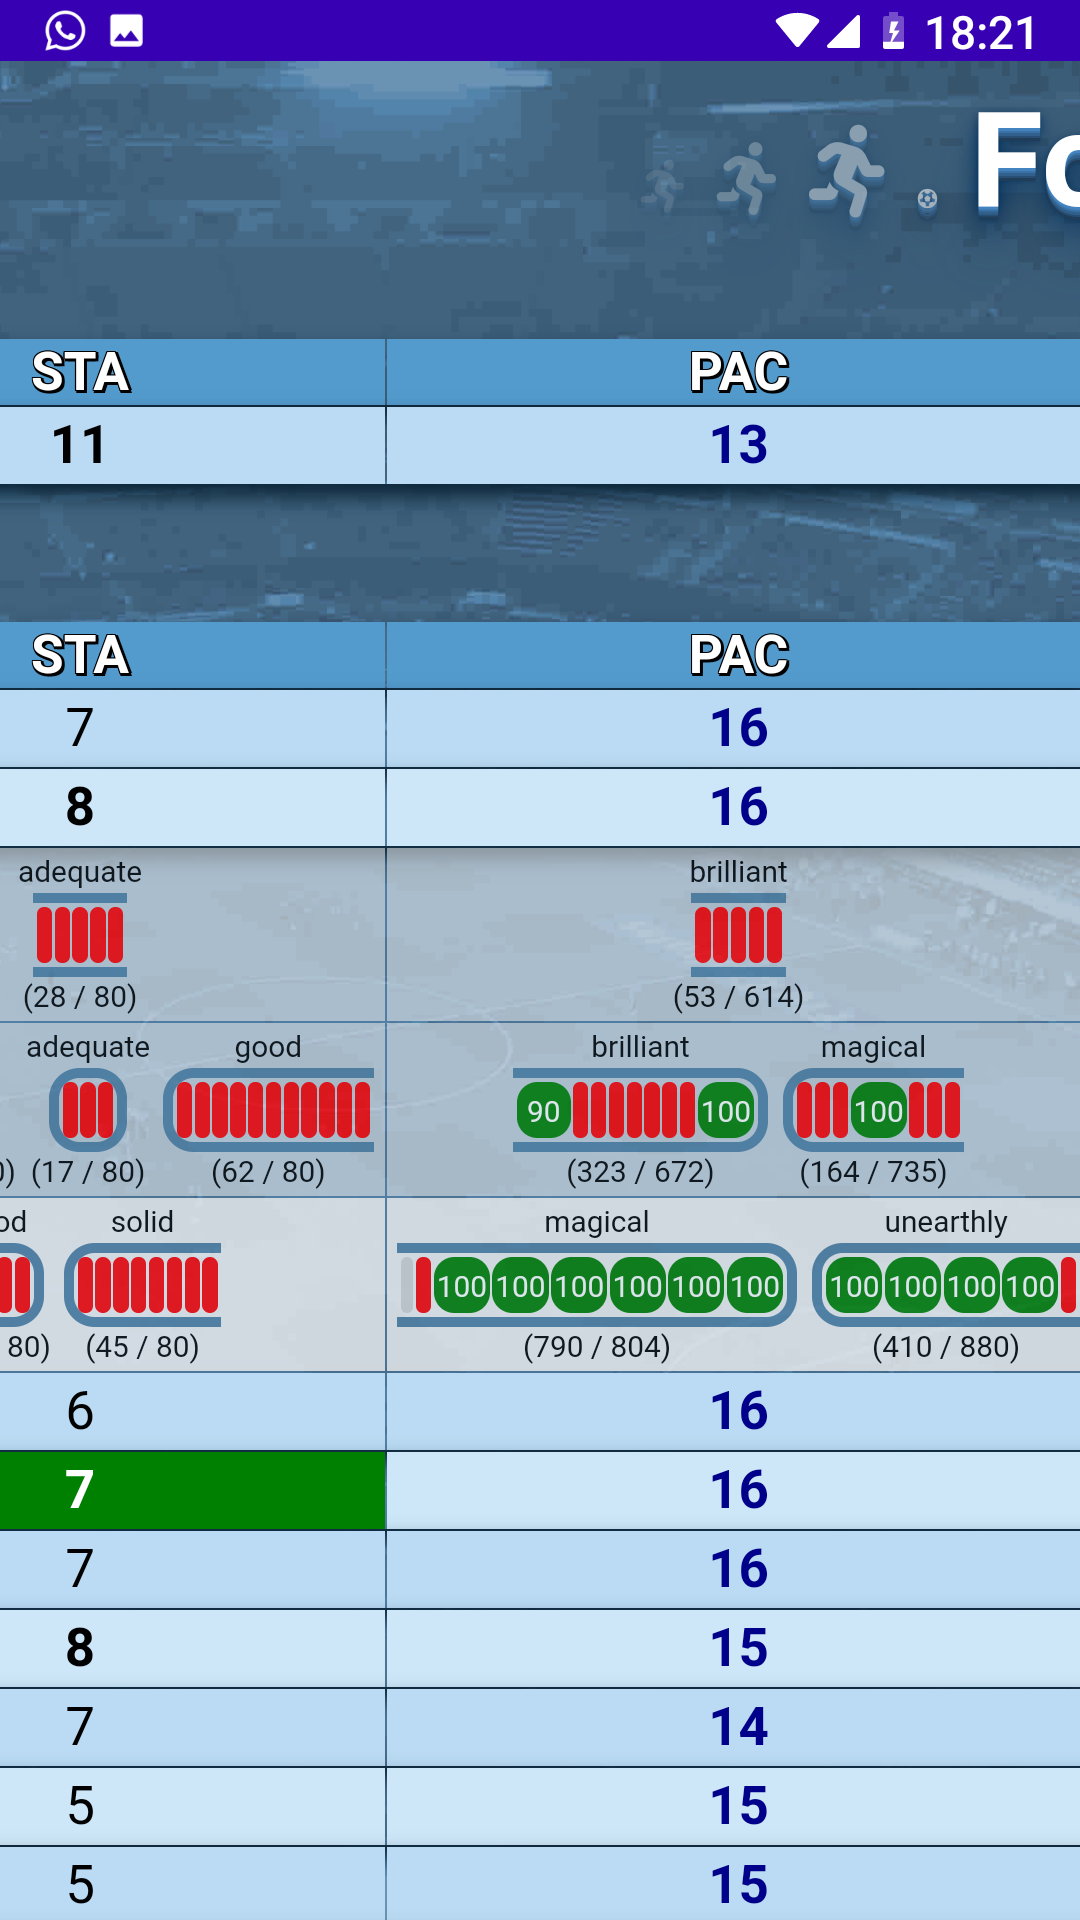 18:21
Fo
STA PAC
11 13
STA PAC
7 16
8 16
adequate brilliant
(28 / 80) (53 / 614)
adequate good brilliant magical
90 100 100
) (17 / 80) (62 / 80) (323 / 672) (164 / 735)
od solid magical unearthly
100 100 100 100 100 100 100 100 100 100
80) (45 / 80) (790 / 804) (410 / 880)
6 16
7 16
7 16
8 15
7 14
5 15
5 15